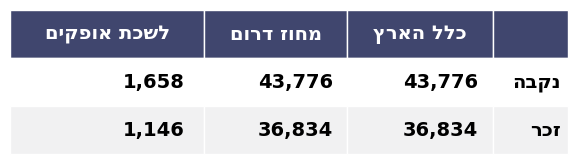 כלל הארץ מחוז דרום לשכת אופקים
נקבה 43,776 43,776 1,658
זכר 36,834 36,834 1,146